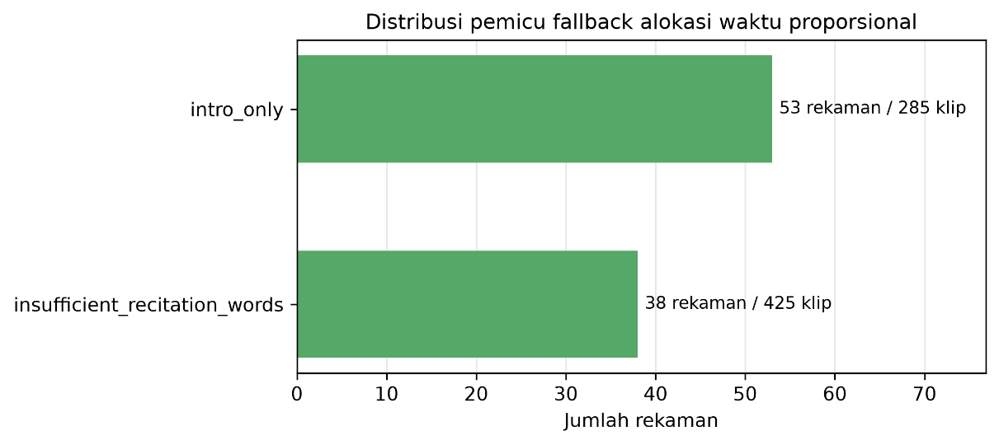 Distribusi pemicu fallback alokasi waktu proporsional
intro_only
53 rekaman / 285 klip
insufficient_recitation_words
38 rekaman / 425 klip
0 10 20 30 40 50 60 70
Jumlah rekaman